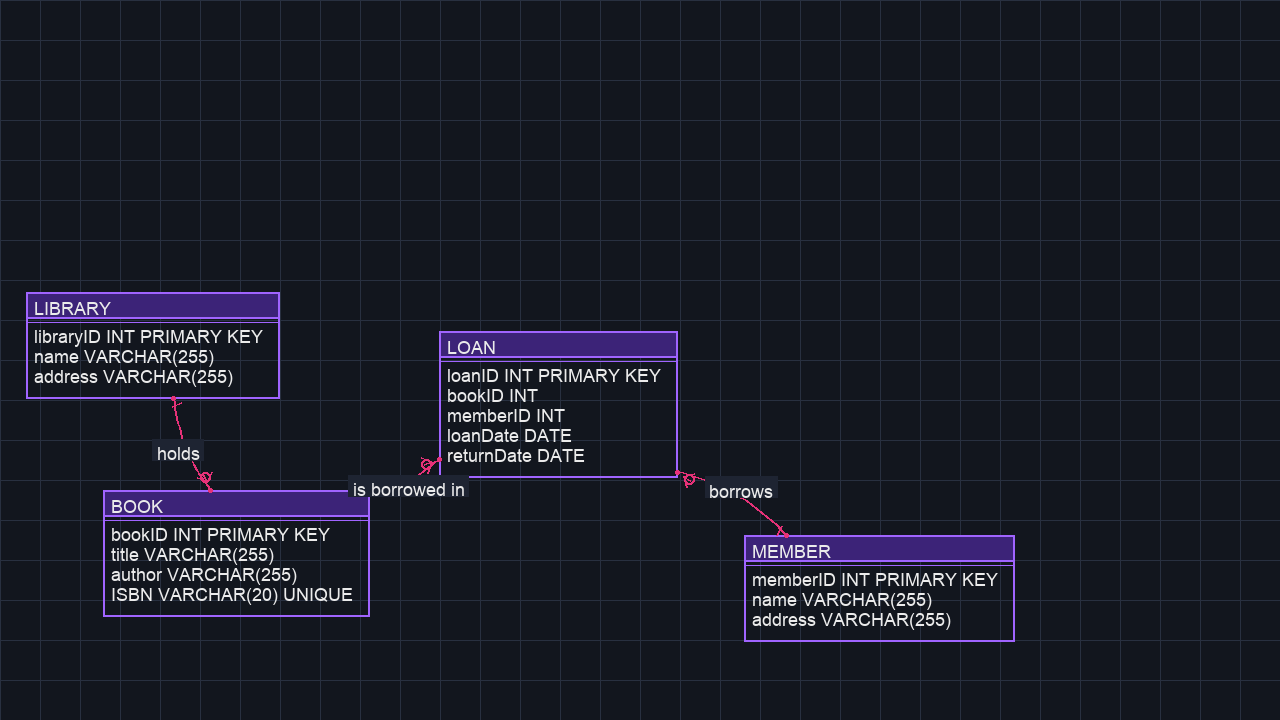 LIBRARY
libraryID INT PRIMARY KEY
name VARCHAR(255)
address VARCHAR(255)
holds
BOOK
bookID INT PRIMARY KEY
title VARCHAR(255)
author VARCHAR(255)
ISBN VARCHAR(20) UNIQUE
is borrowed in
LOAN
loanID INT PRIMARY KEY
bookID INT
memberID INT
loanDate DATE
returnDate DATE
borrows
MEMBER
memberID INT PRIMARY KEY
name VARCHAR(255)
address VARCHAR(255)